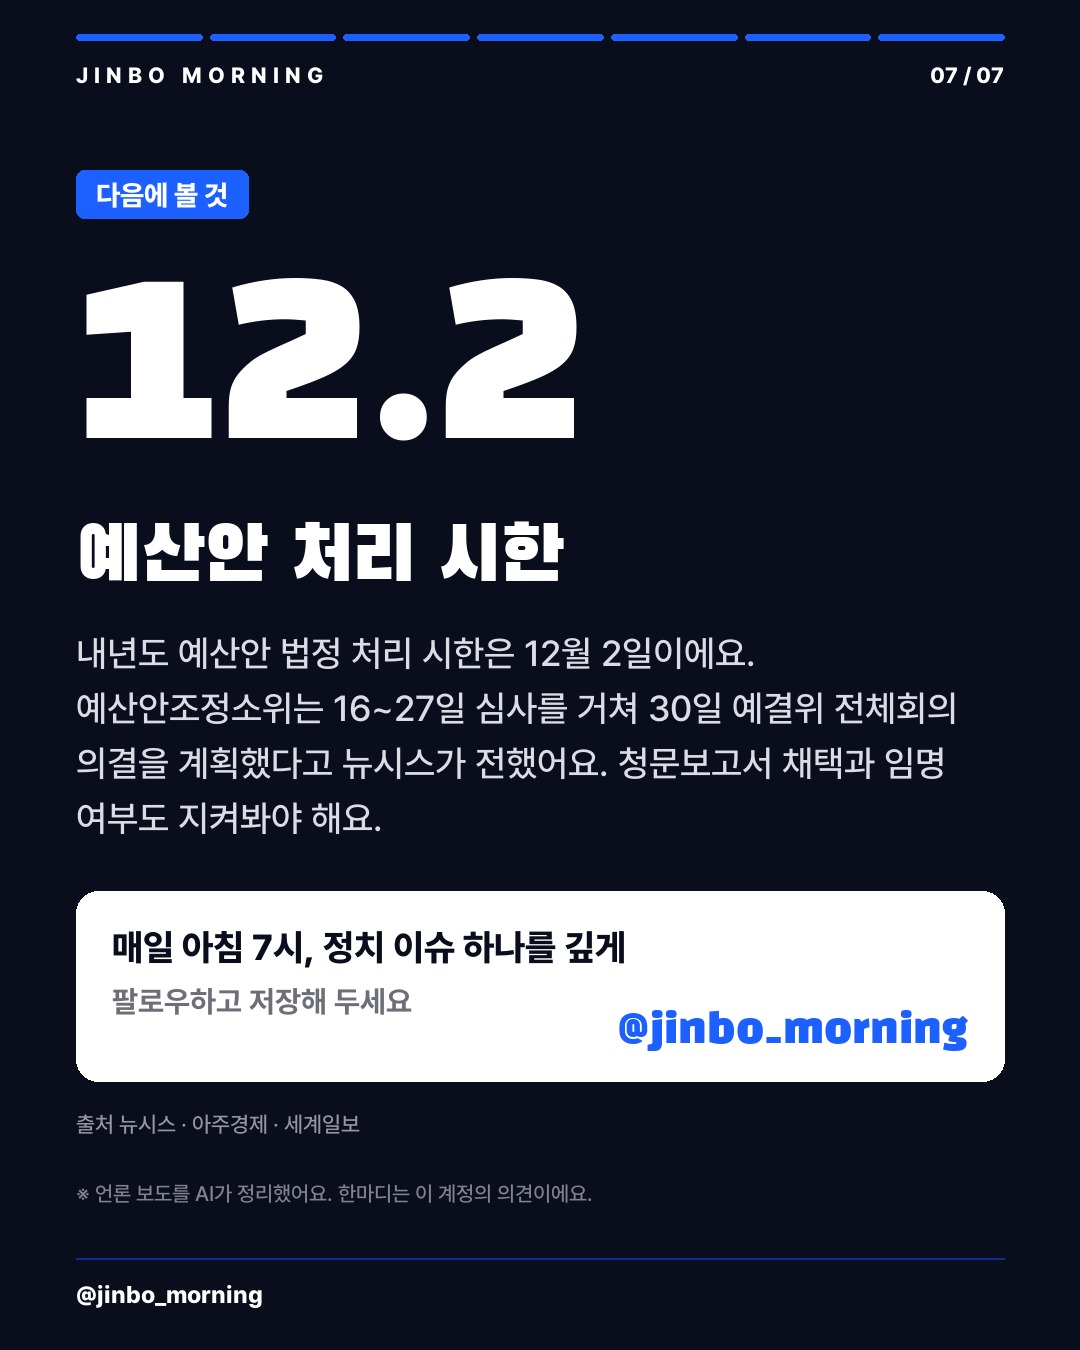 JINBO MORNING
07 / 07
다음에 볼 것
12.2
예산안 처리 시한
내년도 예산안 법정 처리 시한은 12월 2일이에요.
예산안조정소위는 16~27일 심사를 거쳐 30일 예결위 전체회의
의결을 계획했다고 뉴시스가 전했어요. 청문보고서 채택과 임명
여부도 지켜봐야 해요.
매일 아침 7시, 정치 이슈 하나를 깊게
팔로우하고 저장해 두세요
@jinbo_morning
출처 뉴시스 · 아주경제 · 세계일보
※ 언론 보도를 AI가 정리했어요. 한마디는 이 계정의 의견이에요.
@jinbo_morning